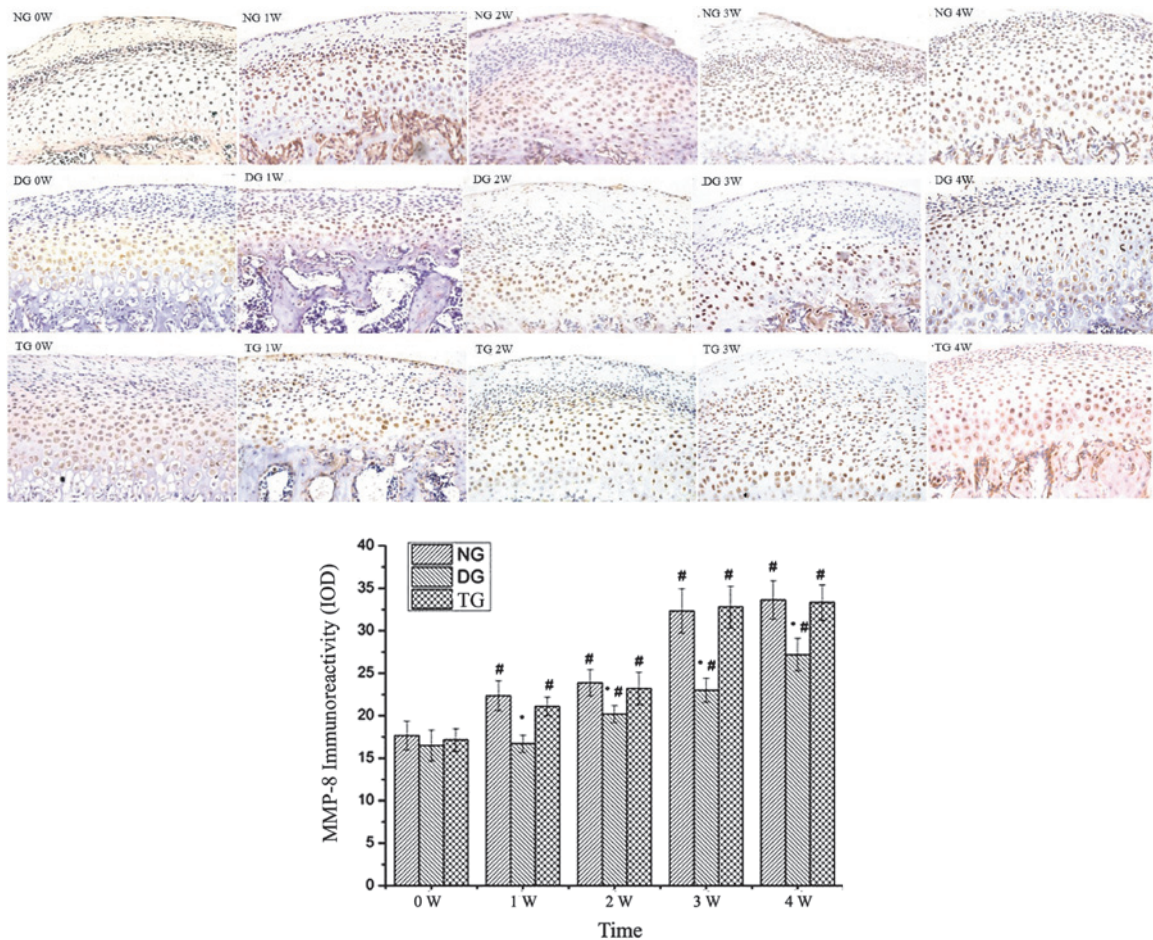 NG 0W
NG 1W
NG 2W
NG 3W
NG 4W
DG 0W
DG 1W
DG 2W
DG 3W
DG 4W
TG 0W
TG 1W
TG 2W
TG 3W
TG 4W
MMP-8 Immunoreactivity (IOD)
40
35
30
25
20
15
10
5
0
NG
DG
TG
# #
* 
# * # #
# * # #
# * # #
0 W 1 W 2 W 3 W 4 W
Time